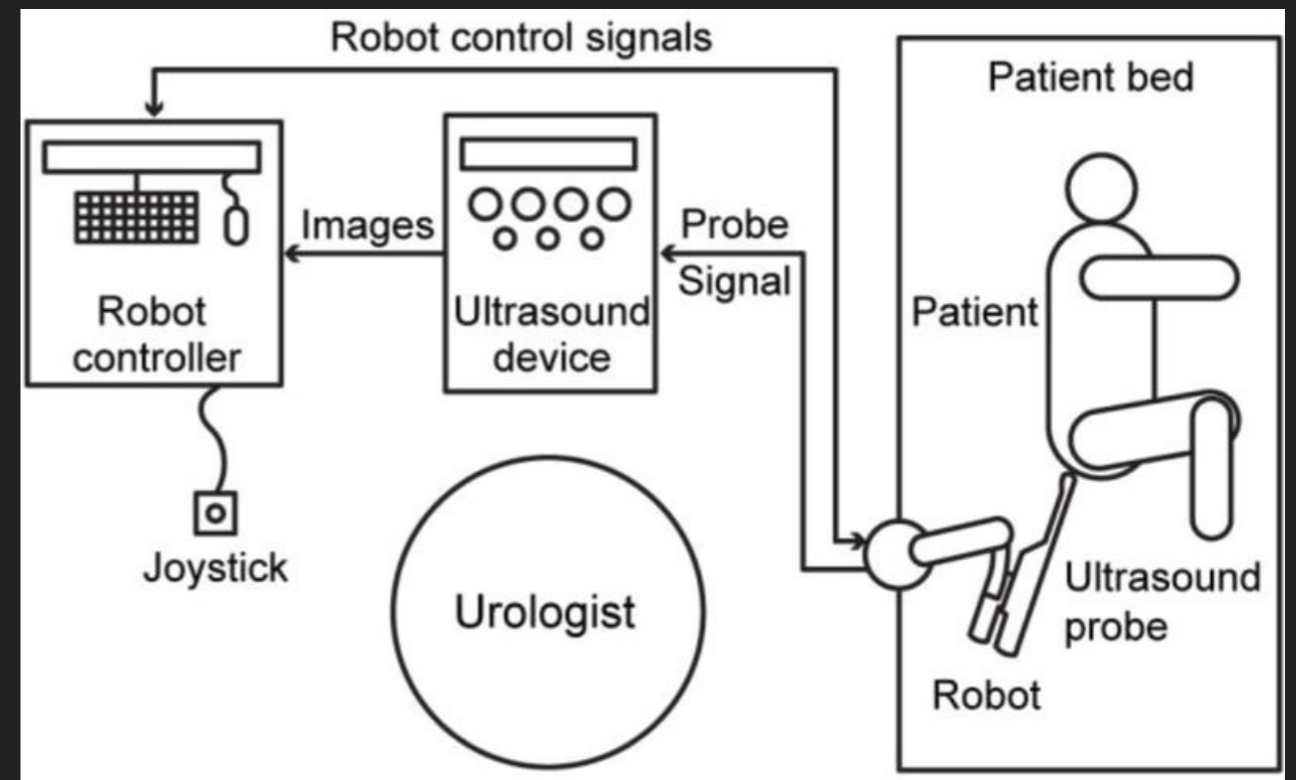 Robot control signals
Patient bed
Images
Probe
Signal
Robot
controller
Ultrasound
device
Patient
Joystick
Urologist
Ultrasound
probe
Robot